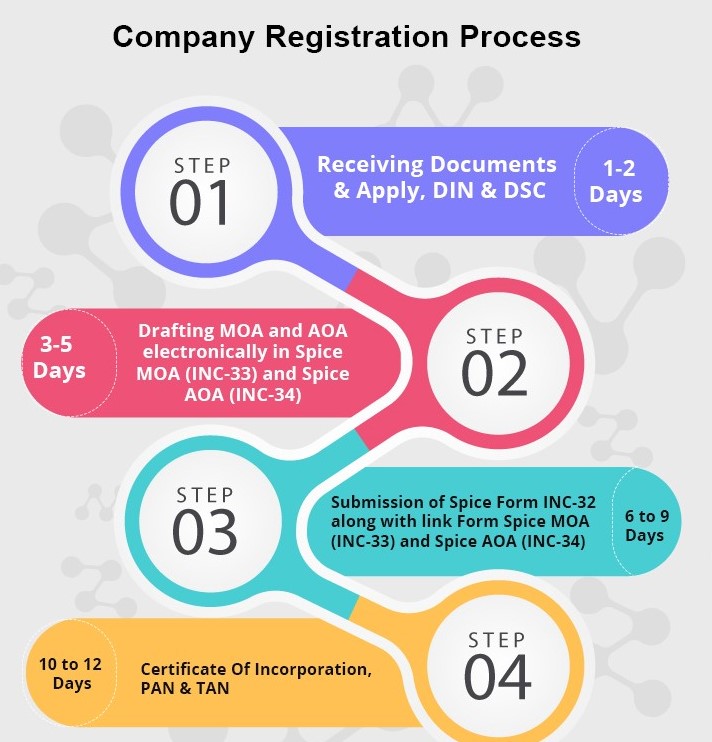 Company Registration Process
STEP
01
Receiving Documents
& Apply, DIN & DSC
1-2
Days
STEP
02
Drafting MOA and AOA
electronically in Spice
MOA (INC-33) and Spice
AOA (INC-34)
3-5
Days
STEP
03
Submission of Spice Form INC-32
along with link Form Spice MOA
(INC-33) and Spice AOA (INC-34)
6 to 9
Days
STEP
04
Certificate Of Incorporation,
PAN & TAN
10 to 12
Days